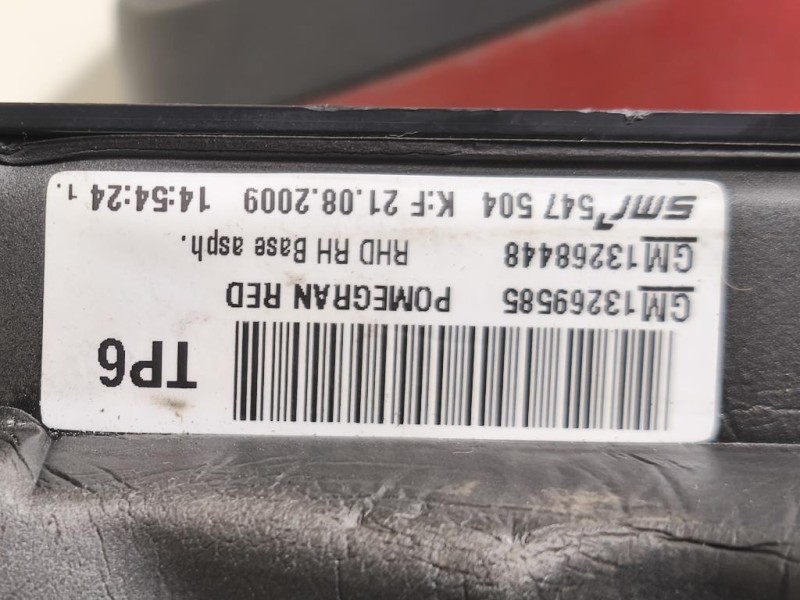 smr 547 504 K:F 21.08.2009 14:54:24 1.
GM 13268448 RHD RH Base asph.
GM 13269585 POMEGRAN RED
TP6